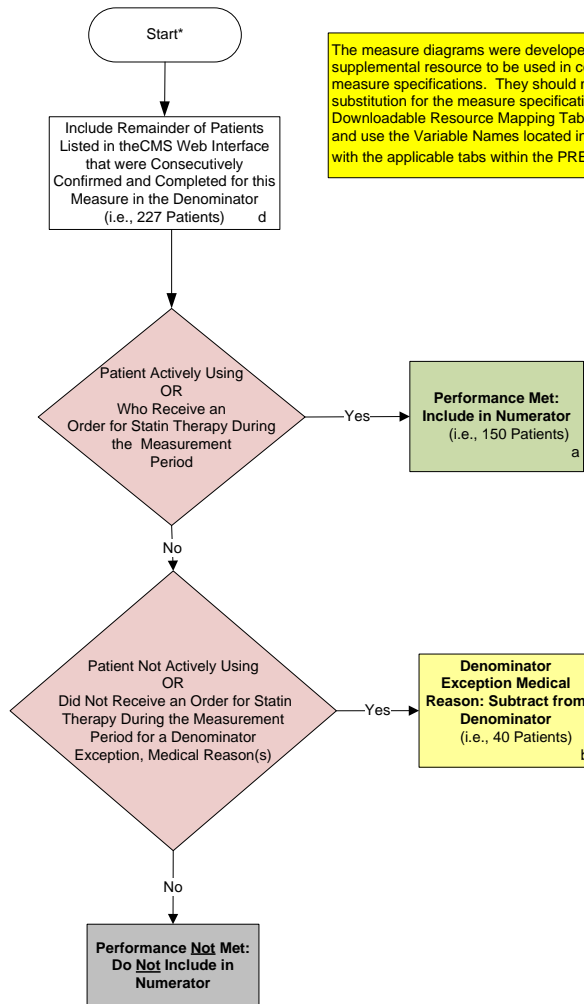 Start*
The measure diagrams were develope
supplemental resource to be used in c
measure specifications. They should
substitution for the measure specificati
Downloadable Resource Mapping Tab
and use the Variable Names located in
with the applicable tabs within the PRE
Include Remainder of Patients
Listed in theCMS Web Interface
that were Consecutively
Confirmed and Completed for this
Measure in the Denominator
(i.e., 227 Patients) d
Patient Actively Using
OR
Who Receive an
Order for Statin Therapy During
the Measurement
Period
Yes
Performance Met:
Include in Numerator
(i.e., 150 Patients)
a
No
Patient Not Actively Using
OR
Did Not Receive an Order for Statin
Therapy During the Measurement
Period for a Denominator
Exception, Medical Reason(s)
Yes
Denominator
Exception Medical
Reason: Subtract from
Denominator
(i.e., 40 Patients)
b
No
Performance Not Met:
Do Not Include in
Numerator